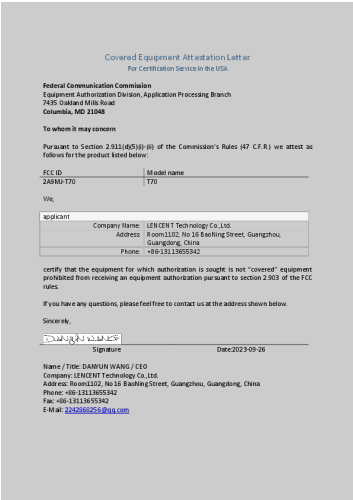 Covered Equipment Attestation Letter
For Certification Service in the USA
Federal Communication Commission
Equipment Authorization Division, Application Processing Branch
7435 Oakland Mills Road
Columbia, MD 21048
To whom it may concern
Pursuant to Section 2.911(d)(5)(i)-(ii) of the Commission's Rules (47 C.F.R.) we attest as
follows for the product listed below:
FCC ID Model name
2A9MJ-T70 T70
We,
applicant
Company Name: LENCENT Technology Co.,Ltd.
Address: Room1102, No 16 BaoNing Street, Guangzhou,
Guangdong, China
Phone: +86-13113655342
certify that the equipment for which authorization is sought is not "covered" equipment
prohibited from receiving an equipment authorization pursuant to section 2.903 of the FCC
rules.
If you have any questions, please feel free to contact us at the address shown below.
Sincerely,
DANYUN WANG
Signature Date:2023-09-26
Name / Title: DANYUN WANG / CEO
Company: LENCENT Technology Co.,Ltd.
Address: Room1102, No 16 BaoNing Street, Guangzhou, Guangdong, China
Phone: +86-13113655342
Fax: +86-13113655342
E-Mail: 2242868256@qq.com